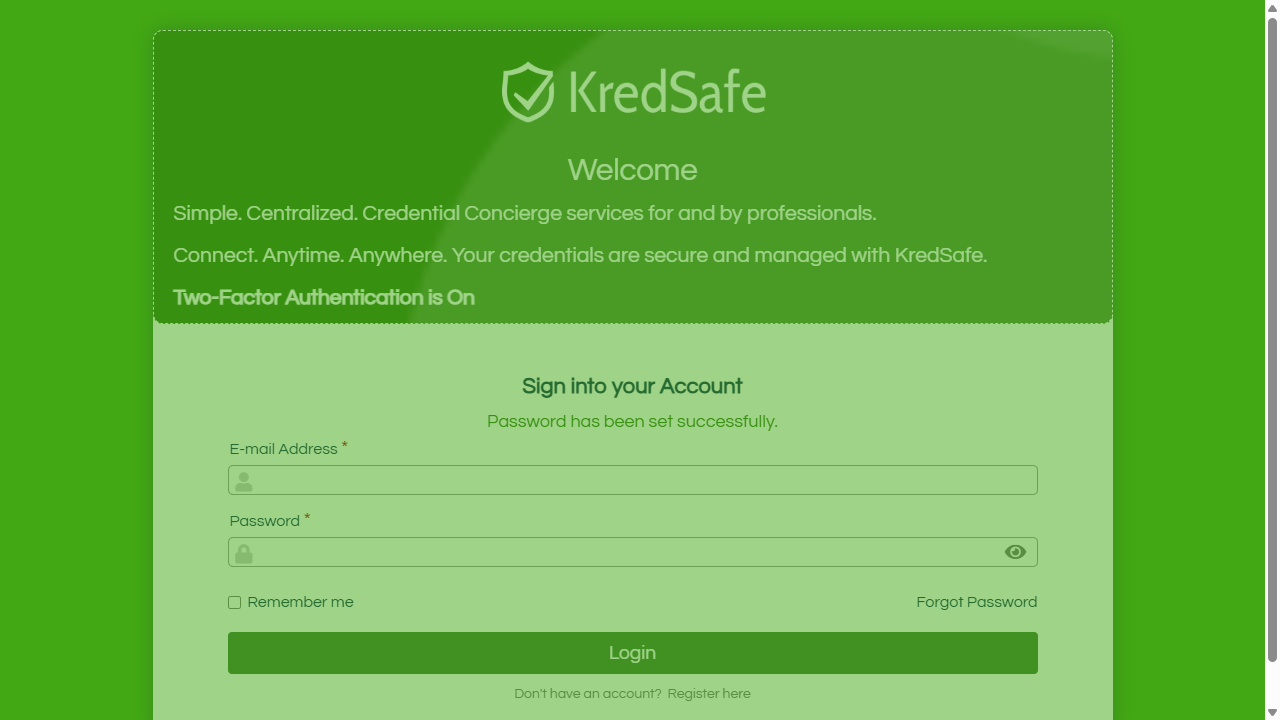 KredSafe
Welcome
Simple. Centralized. Credential Concierge services for and by professionals.
Connect. Anytime. Anywhere. Your credentials are secure and managed with KredSafe.
Two-Factor Authentication is On
Sign into your Account
Password has been set successfully.
E-mail Address *
Password *
Remember me
Forgot Password
Login
Don't have an account? Register here